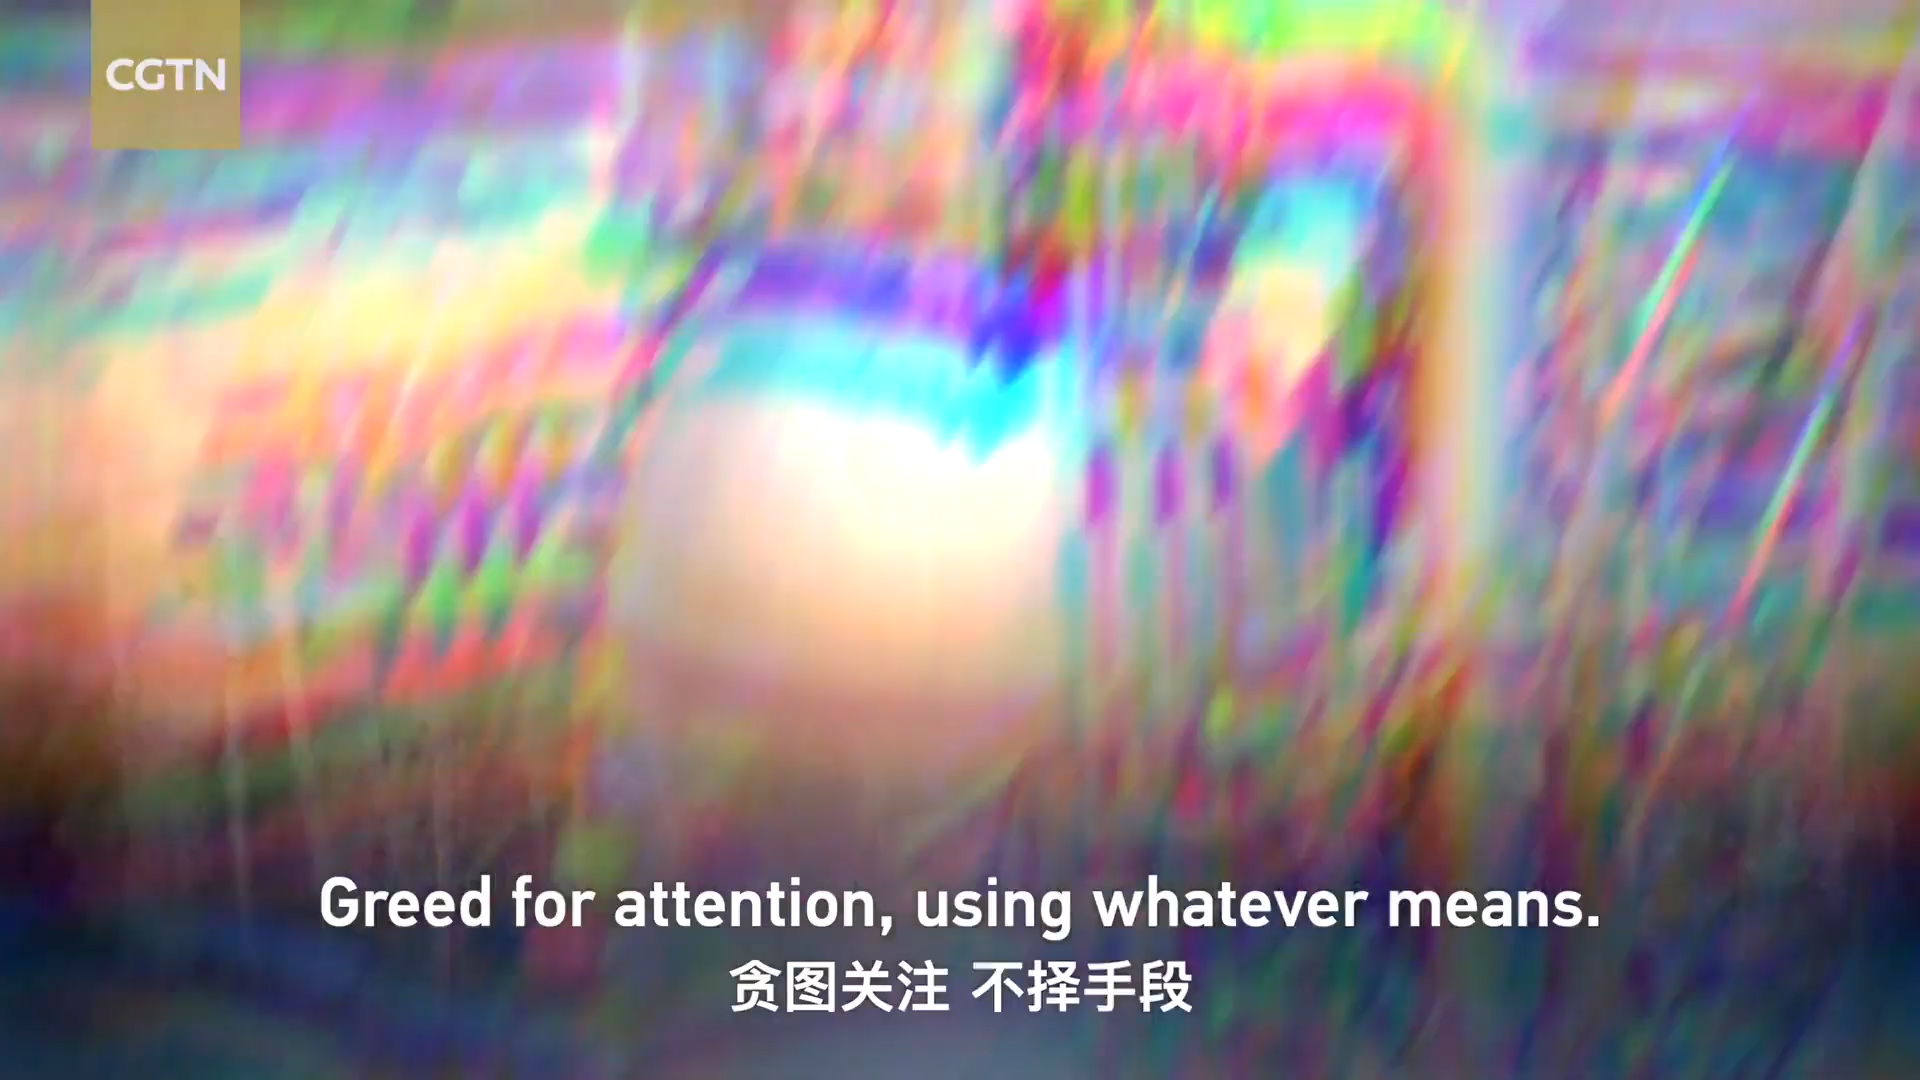 CGTN
Greed for attention, using whatever means.
贪图关注 不择手段